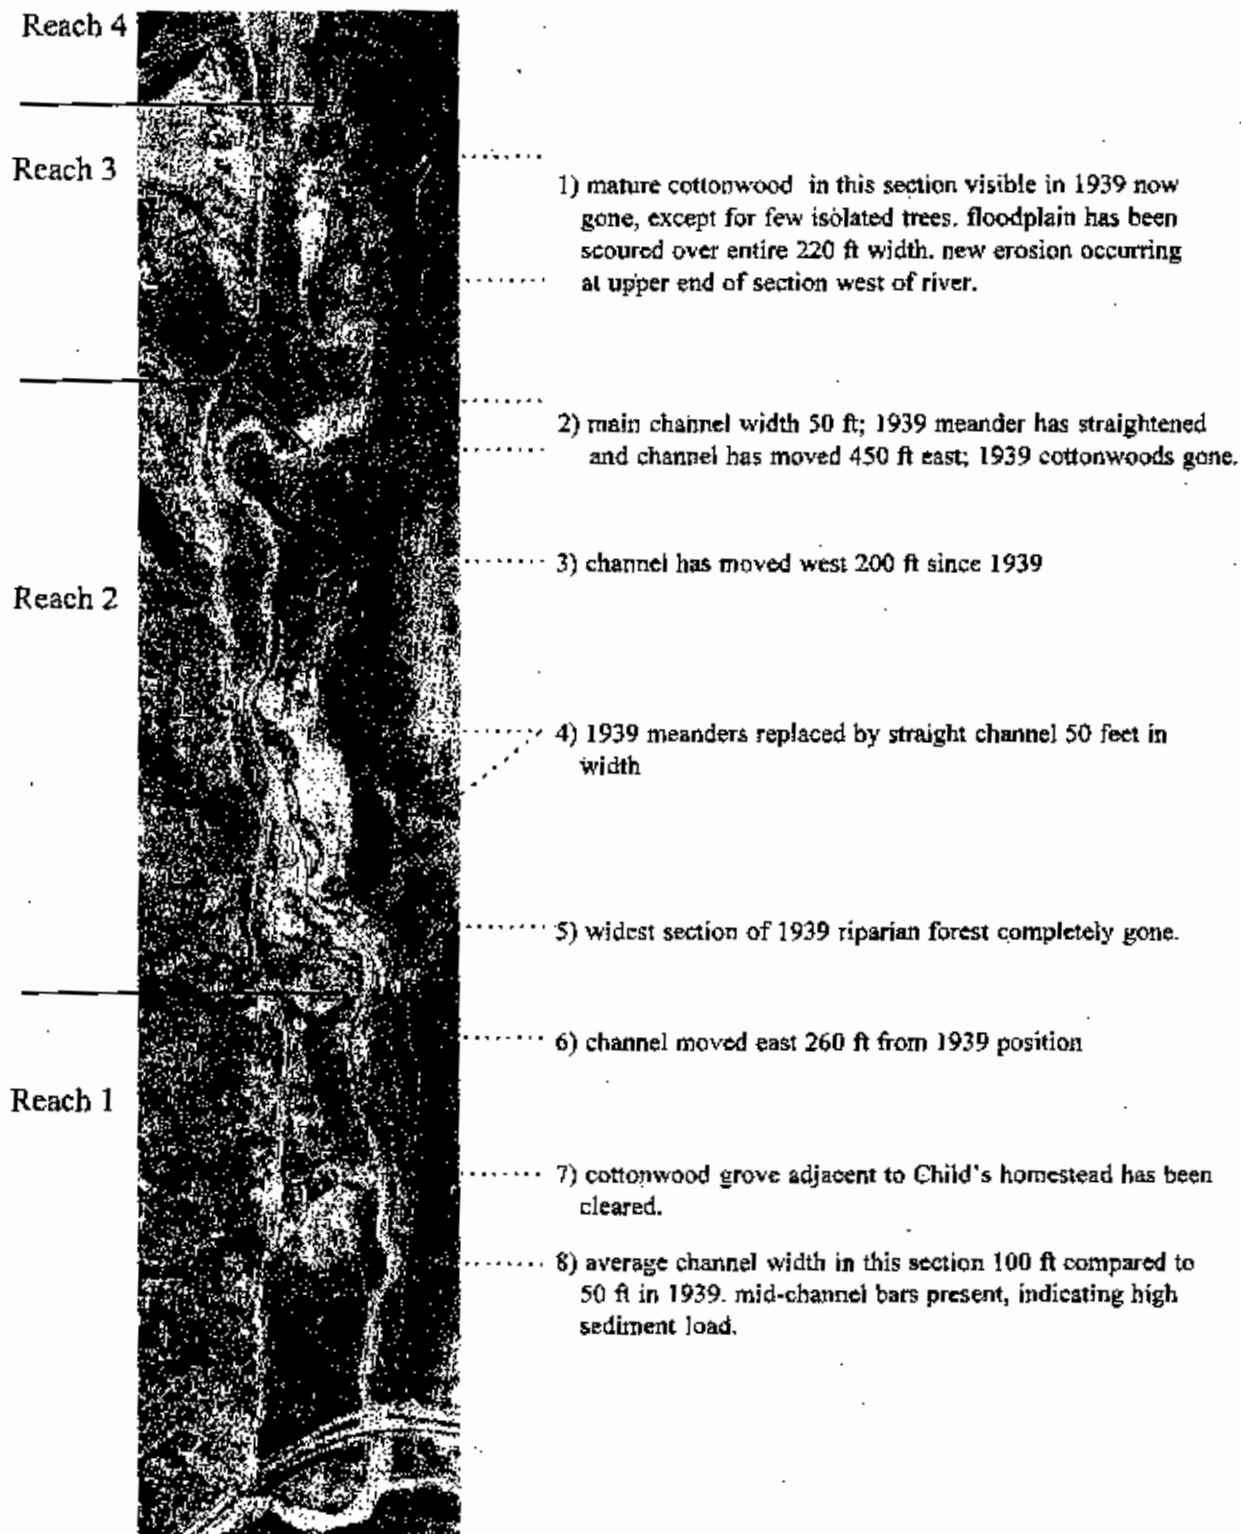 Reach 4
Reach 3
1) mature cottonwood in this section visible in 1939 now
gone, except for few isolated trees. floodplain has been
scoured over entire 220 ft width. new erosion occurring
at upper end of section west of river.
2) main channel width 50 ft; 1939 meander has straightened
and channel has moved 450 ft east; 1939 cottonwoods gone.
3) channel has moved west 200 ft since 1939
Reach 2
4) 1939 meanders replaced by straight channel 50 feet in
width
5) widest section of 1939 riparian forest completely gone.
6) channel moved east 260 ft from 1939 position
Reach 1
7) cottonwood grove adjacent to Child's homestead has been
cleared.
8) average channel width in this section 100 ft compared to
50 ft in 1939. mid-channel bars present, indicating high
sediment load.